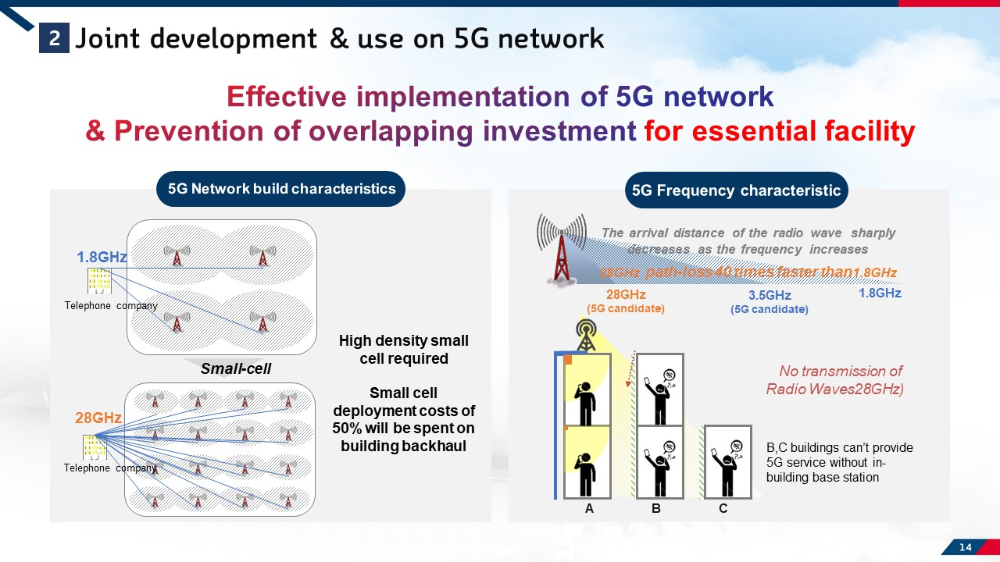 2 Joint development & use on 5G network
Effective implementation of 5G network
& Prevention of overlapping investment for essential facility
5G Network build characteristics
1.8GHz
Telephone company
Small-cell
28GHz
Telephone company
High density small
cell required
Small cell
deployment costs of
50% will be spent on
building backhaul
5G Frequency characteristic
The arrival distance of the radio wave sharply
decreases as the frequency increases
28GHz path-loss 40 times faster than1.8GHz
28GHz
(5G candidate)
3.5GHz
(5G candidate)
1.8GHz
?.?
?.?
?.?
No transmission of
Radio Waves28GHz)
B,C buildings can't provide
5G service without in-
building base station
A
B
C
14